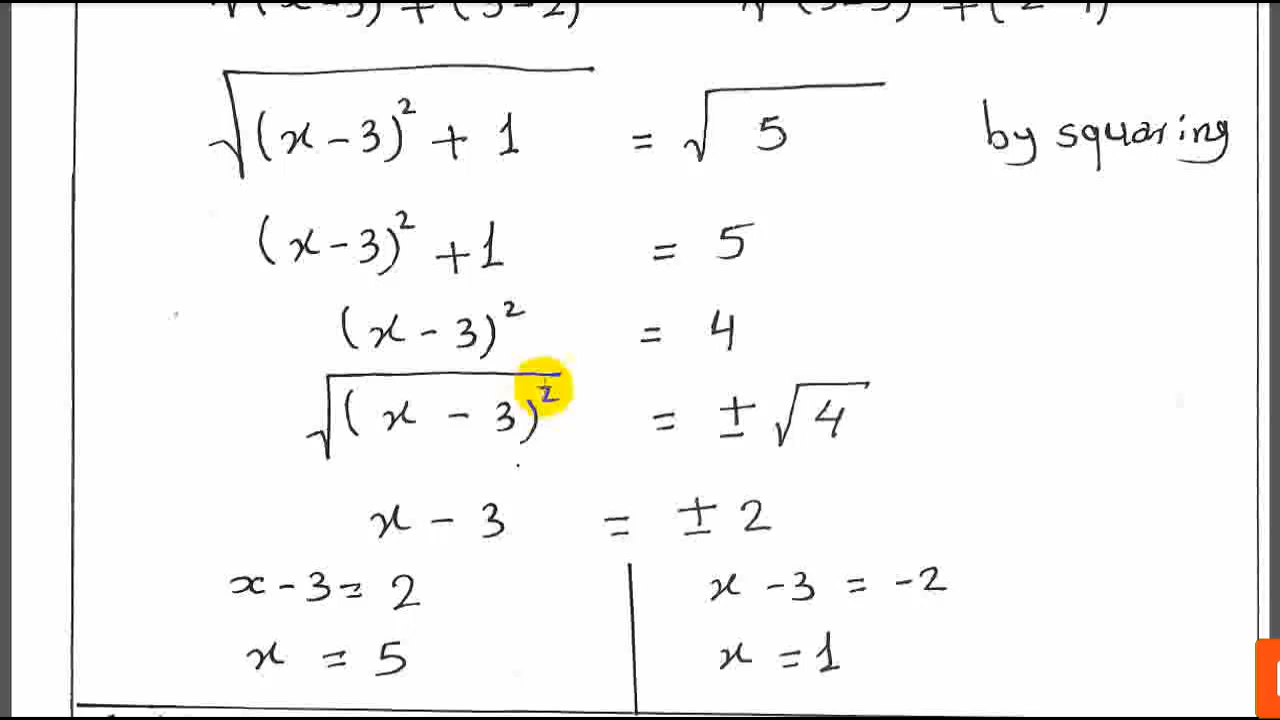 √(x-3)² + 1 = √5 by squaring
(x-3)² + 1 = 5
(x-3)² = 4
√(x - 3)² = ± √4
x - 3 = ± 2
x - 3 = 2 x - 3 = -2
x = 5 x = 1